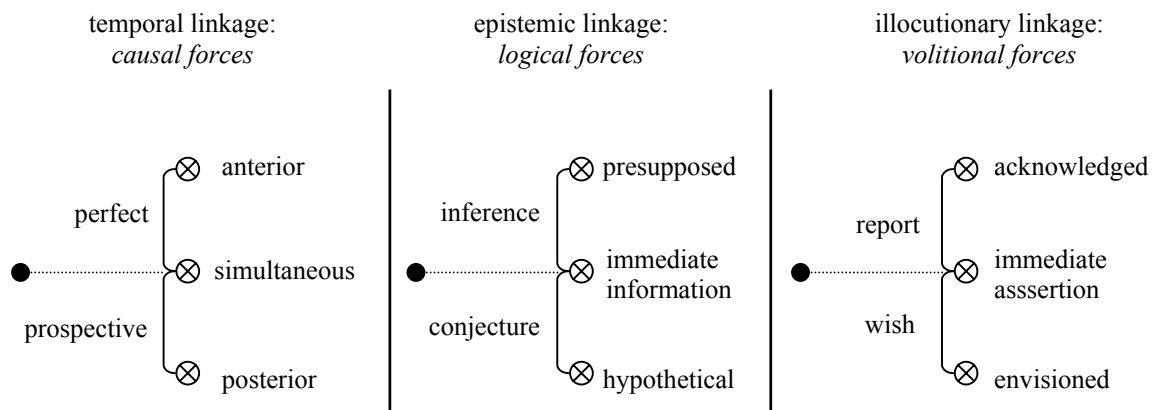 temporal linkage:
causal forces
anterior
perfect
simultaneous
prospective
posterior
epistemic linkage:
logical forces
presupposed
inference
immediate
information
conjecture
hypothetical
illocutionary linkage:
volitional forces
acknowledged
report
immediate
asssertion
wish
envisioned